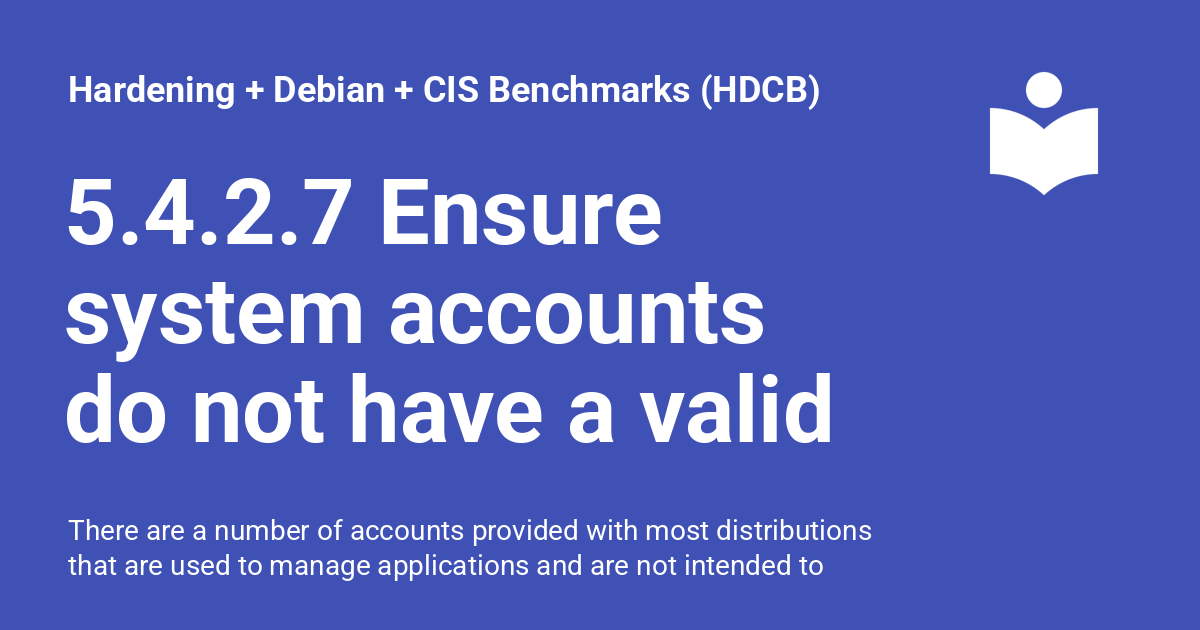 Hardening + Debian + CIS Benchmarks (HDCB)
5.4.2.7 Ensure
system accounts
do not have a valid
There are a number of accounts provided with most distributions
that are used to manage applications and are not intended to